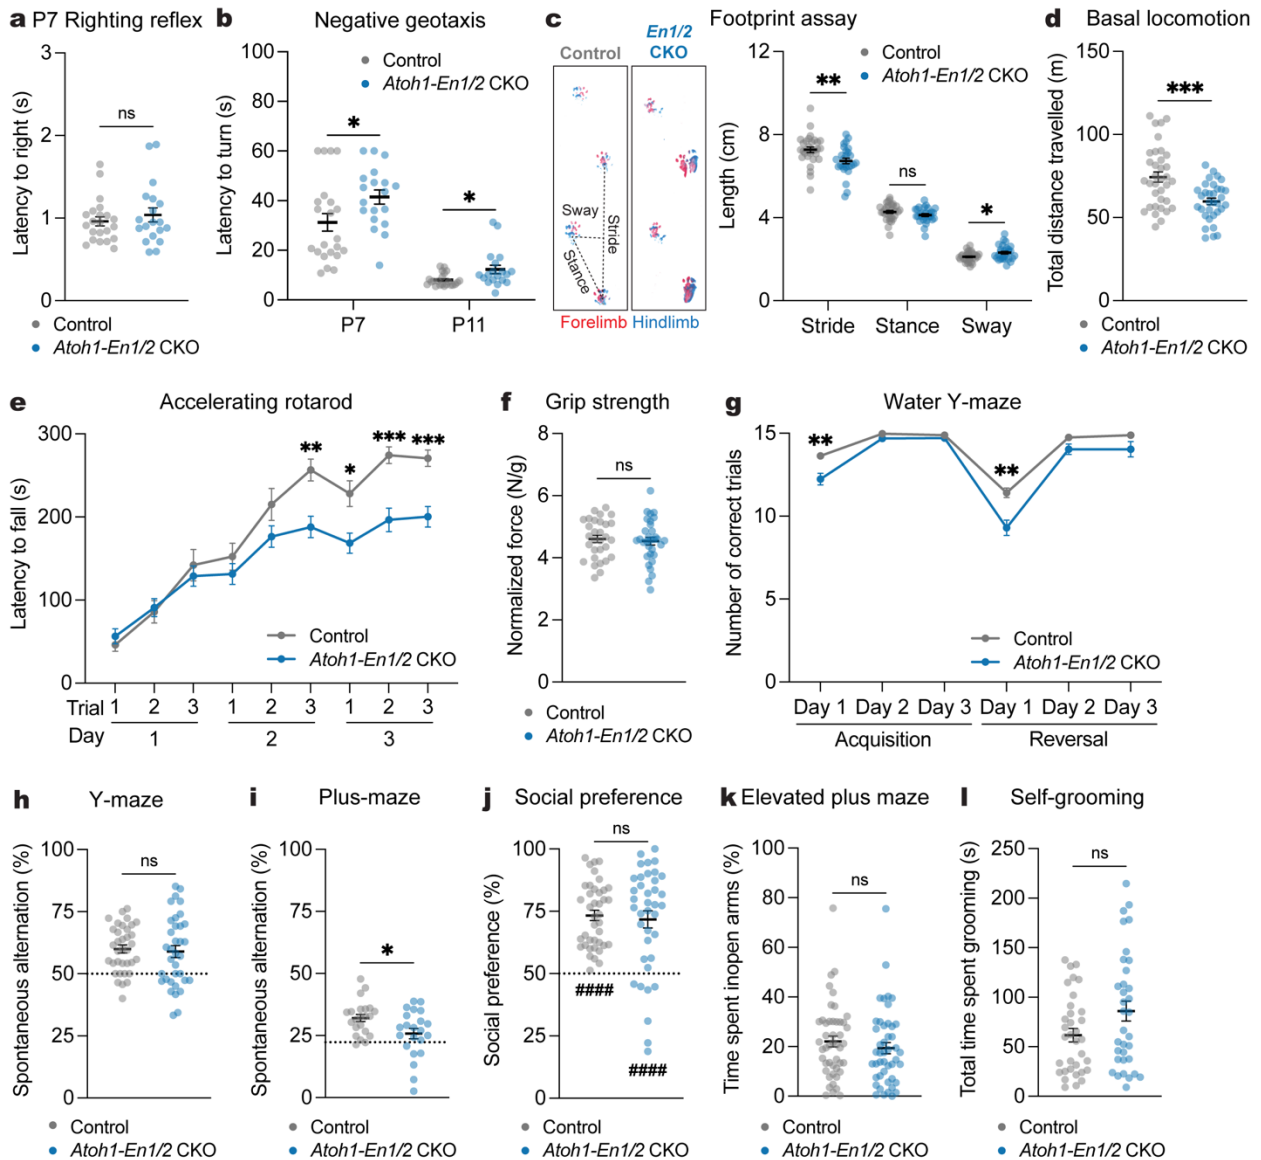 a P7 Righting reflex
Latency to right (s)
3
2
1
0
ns
Control
Atoh1-En1/2 CKO
b Negative geotaxis
Latency to turn (s)
100
80
60
40
20
0
Control
Atoh1-En1/2 CKO
*
*
P7 P11
c Footprint assay
Control
En1/2
CKO
Sway
Stride
Stance
Forelimb Hindlimb
Length (cm)
12
8
4
0
Control
Atoh1-En1/2 CKO
**
ns
*
Stride Stance Sway
d Basal locomotion
Total distance travelled (m)
150
100
50
0
***
Control
Atoh1-En1/2 CKO
e Accelerating rotarod
Latency to fall (s)
300
200
100
0
** * *** ***
Control
Atoh1-En1/2 CKO
Trial 1 2 3 1 2 3 1 2 3
Day 1 2 3
f Grip strength
Normalized force (N/g)
8
6
4
2
0
ns
Control
Atoh1-En1/2 CKO
g Water Y-maze
Number of correct trials
15
10
5
0
**
**
Control
Atoh1-En1/2 CKO
Day 1 Day 2 Day 3 Day 1 Day 2 Day 3
Acquisition Reversal
h Y-maze
Spontaneous alternation (%)
100
75
50
25
0
ns
Control
Atoh1-En1/2 CKO
i Plus-maze
Spontaneous alternation (%)
100
75
50
25
0
*
Control
Atoh1-En1/2 CKO
j Social preference
Social preference (%)
100
75
50
25
0
ns
####
####
Control
Atoh1-En1/2 CKO
k Elevated plus maze
Time spent inopen arms (%)
100
80
60
40
20
0
ns
Control
Atoh1-En1/2 CKO
l Self-grooming
Total time spent grooming (s)
250
200
150
100
50
0
ns
Control
Atoh1-En1/2 CKO